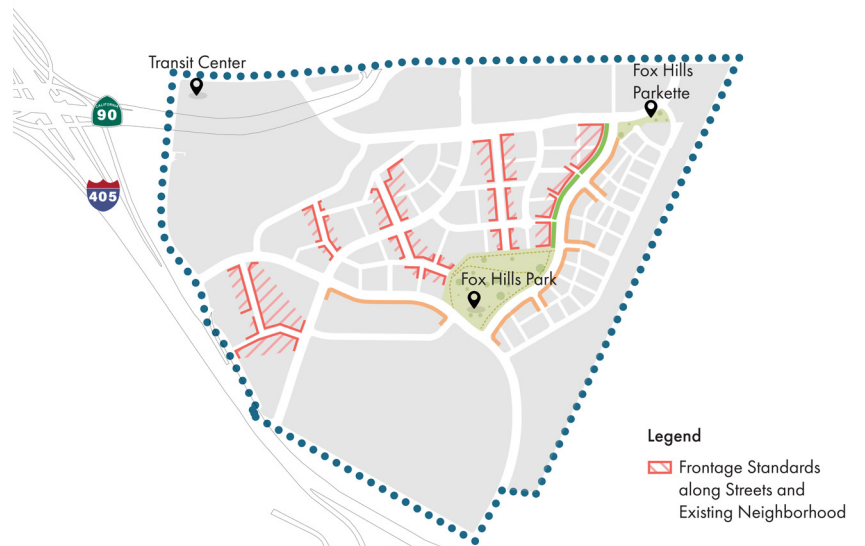 Transit Center
Fox Hills
Parkette
CALIFORNIA
90
405
Fox Hills Park
Legend
Frontage Standards
along Streets and
Existing Neighborhood